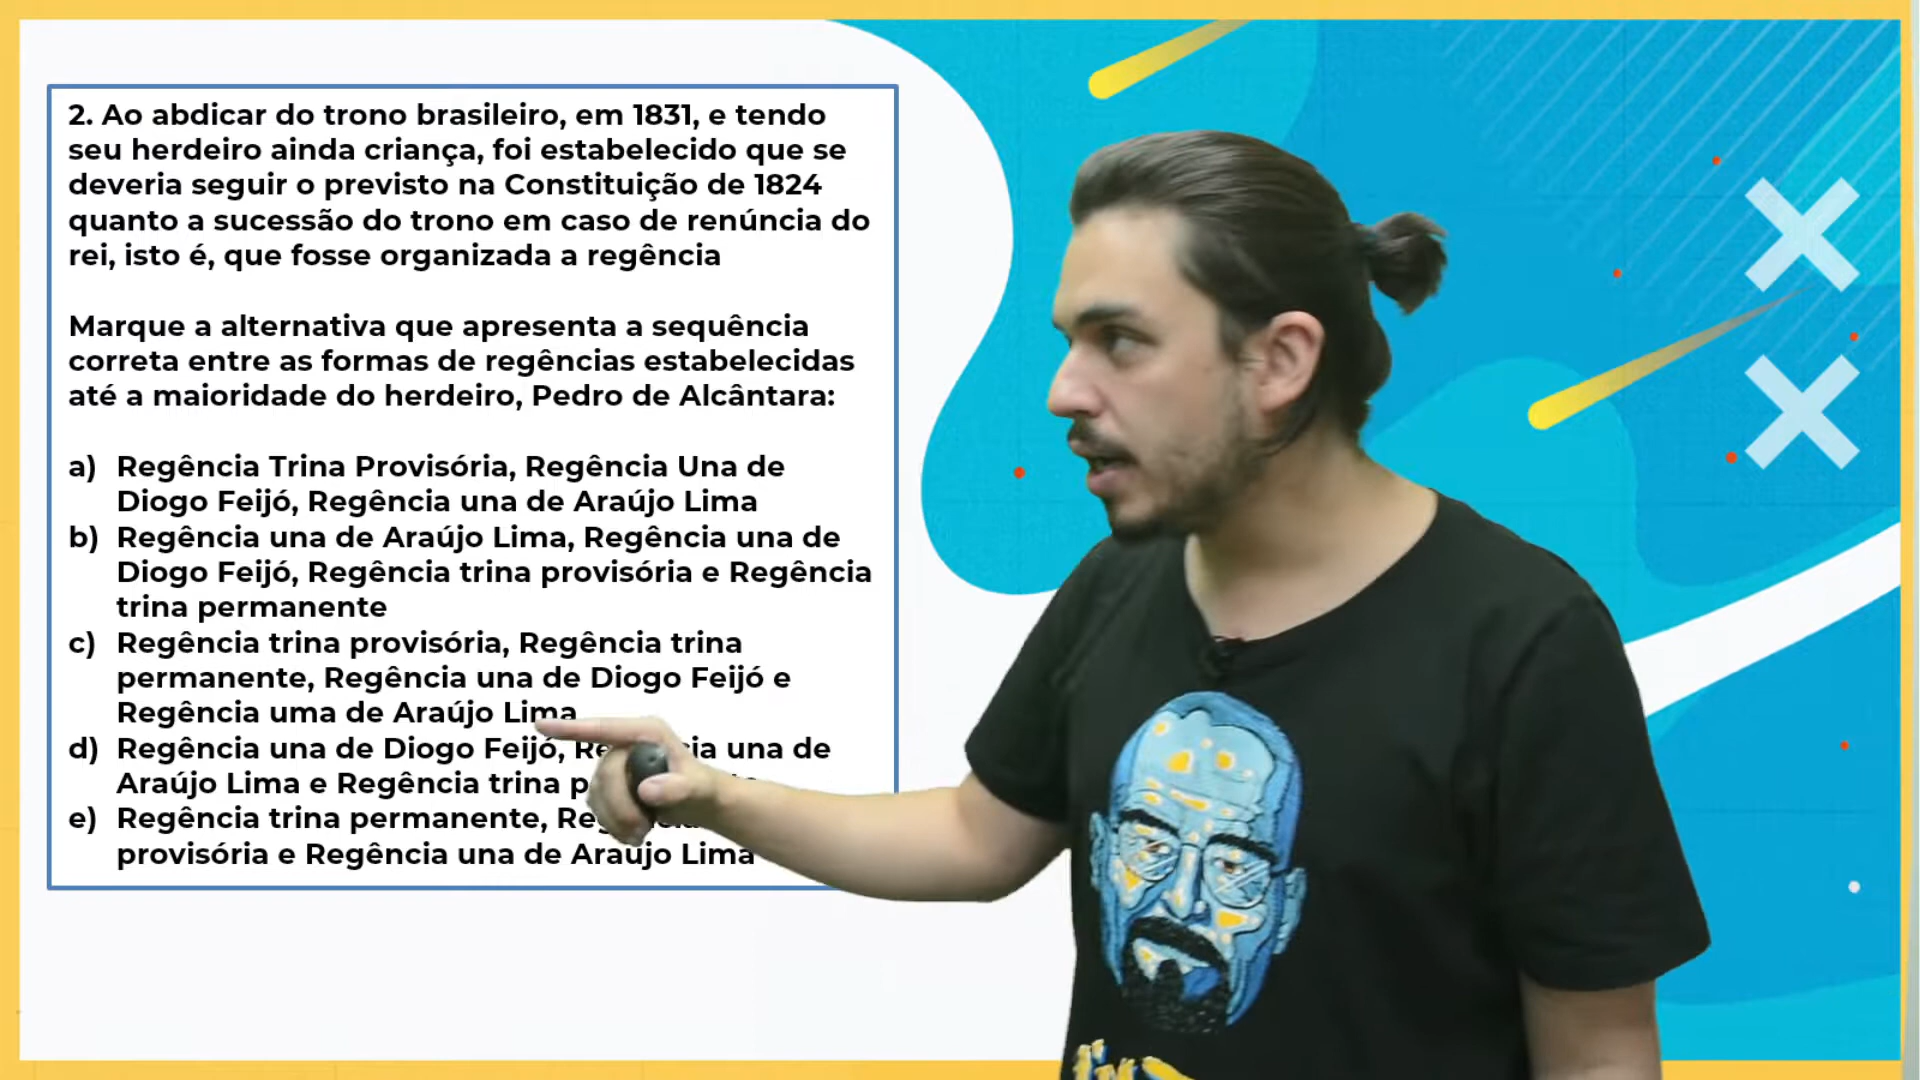 2. Ao abdicar do trono brasileiro, em 1831, e tendo
seu herdeiro ainda criança, foi estabelecido que se
deveria seguir o previsto na Constituição de 1824
quanto a sucessão do trono em caso de renúncia do
rei, isto é, que fosse organizada a regência
Marque a alternativa que apresenta a sequência
correta entre as formas de regências estabelecidas
até a maioridade do herdeiro, Pedro de Alcântara:
a) Regência Trina Provisória, Regência Una de
Diogo Feijó, Regência una de Araújo Lima
b) Regência una de Araújo Lima, Regência una de
Diogo Feijó, Regência trina provisória e Regência
trina permanente
c) Regência trina provisória, Regência trina
permanente, Regência una de Diogo Feijó e
Regência uma de Araújo Lima
d) Regência una de Diogo Feijó, una de
Araújo Lima e Regência trina
e) Regência trina permanente,
provisória e Regência una de Araújo Lima